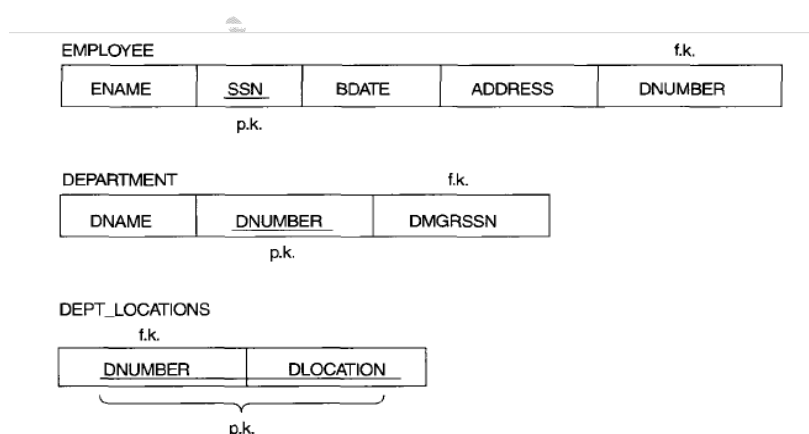 EMPLOYEE f.k.
ENAME SSN BDATE ADDRESS DNUMBER
p.k.
DEPARTMENT f.k.
DNAME DNUMBER DMGRSSN
p.k.
DEPT_LOCATIONS
f.k.
DNUMBER DLOCATION
p.k.